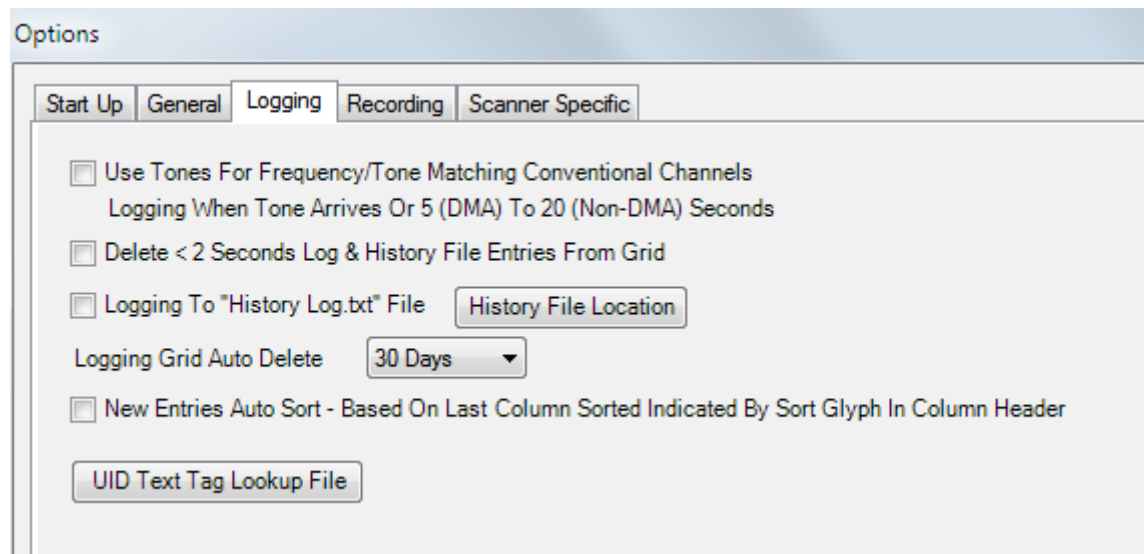 Options
Start Up General Logging Recording Scanner Specific
Use Tones For Frequency/Tone Matching Conventional Channels
Logging When Tone Arrives Or 5 (DMA) To 20 (Non-DMA) Seconds
Delete < 2 Seconds Log & History File Entries From Grid
Logging To "History Log.txt" File History File Location
Logging Grid Auto Delete 30 Days
New Entries Auto Sort - Based On Last Column Sorted Indicated By Sort Glyph In Column Header
UID Text Tag Lookup File